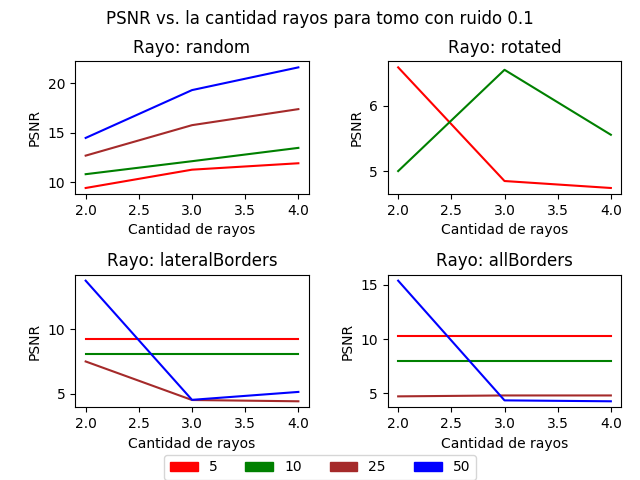 PSNR vs. la cantidad rayos para tomo con ruido 0.1
Rayo: random
PSNR
20
15
10
2.0 2.5 3.0 3.5 4.0
Cantidad de rayos
Rayo: rotated
PSNR
6
5
2.0 2.5 3.0 3.5 4.0
Cantidad de rayos
Rayo: lateralBorders
PSNR
10
5
2.0 2.5 3.0 3.5 4.0
Cantidad de rayos
Rayo: allBorders
PSNR
15
10
5
2.0 2.5 3.0 3.5 4.0
Cantidad de rayos
5 10 25 50